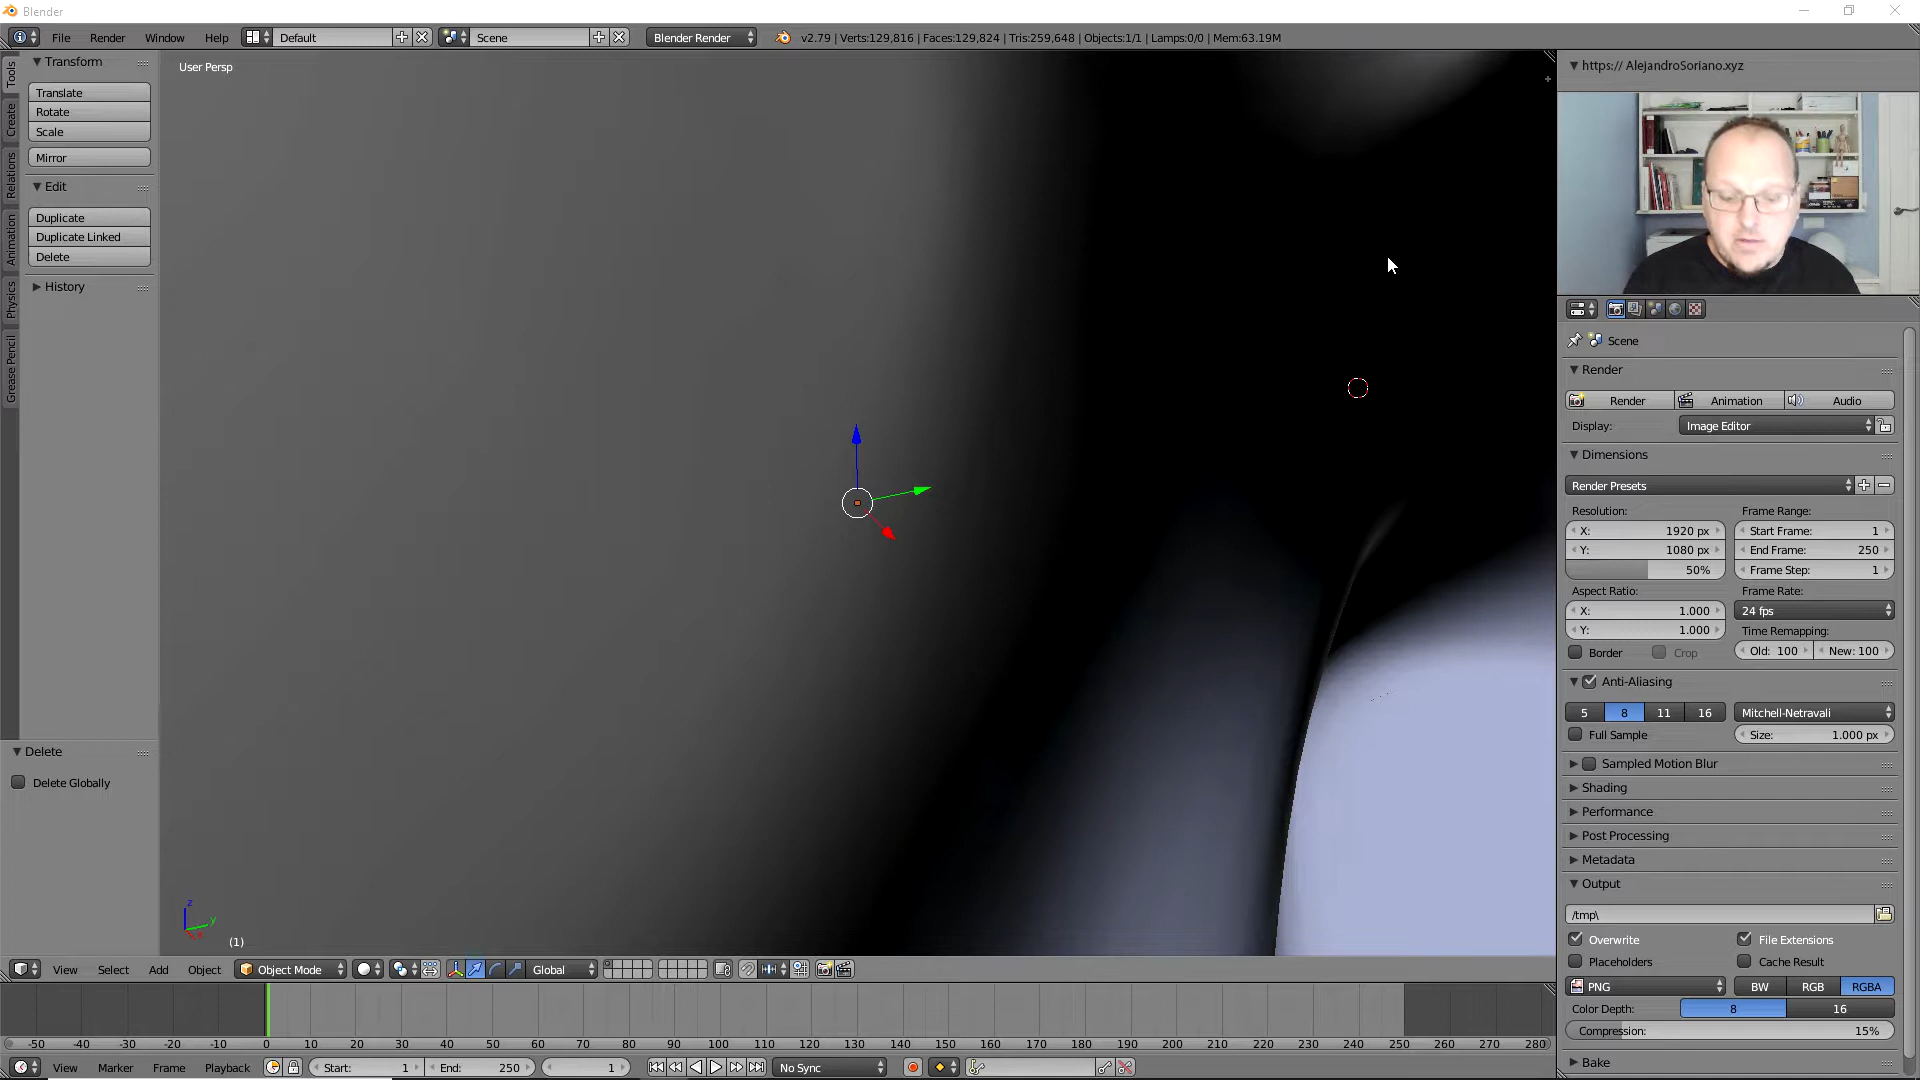 Blender
File Render Window Help Default Scene Blender Render v2.79 | Verts:129,816 | Faces:129,824 | Tris:259,648 | Objects:1/1 | Lamps:0/0 | Mem:63.19M
Tools
Create
Relations
Animation
Physics
Grease Pencil
Transform
Translate
Rotate
Scale
Mirror
Edit
Duplicate
Duplicate Linked
Delete
History
Delete
Delete Globally
User Persp
z
y
(1)
https:// AlejandroSoriano.xyz
Scene
Render
Render Animation Audio
Display: Image Editor
Dimensions
Render Presets
Resolution: Frame Range:
X: 1920 px Start Frame: 1
Y: 1080 px End Frame: 250
50% Frame Step: 1
Aspect Ratio: Frame Rate:
X: 1.000 24 fps
Y: 1.000 Time Remapping:
Border Crop Old: 100 New: 100
Anti-Aliasing
5 8 11 16 Mitchell-Netravali
Full Sample Size: 1.000 px
Sampled Motion Blur
Shading
Performance
Post Processing
Metadata
Output
/tmp\
Overwrite File Extensions
Placeholders Cache Result
PNG BW RGB RGBA
Color Depth: 8 16
Compression: 15%
Bake
View Select Add Object Object Mode Global
-50 -40 -30 -20 -10 0 10 20 30 40 50 60 70 80 90 100 110 120 130 140 150 160 170 180 190 200 210 220 230 240 250 260 270 280
View Marker Frame Playback Start: 1 End: 250 1 No Sync